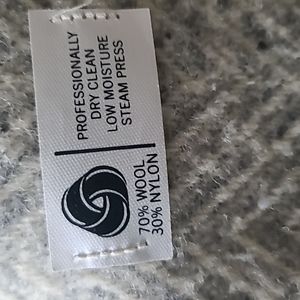 PROFESSIONALLY
DRY CLEAN
LOW MOISTURE
STEAM PRESS
70% WOOL
30% NYLON